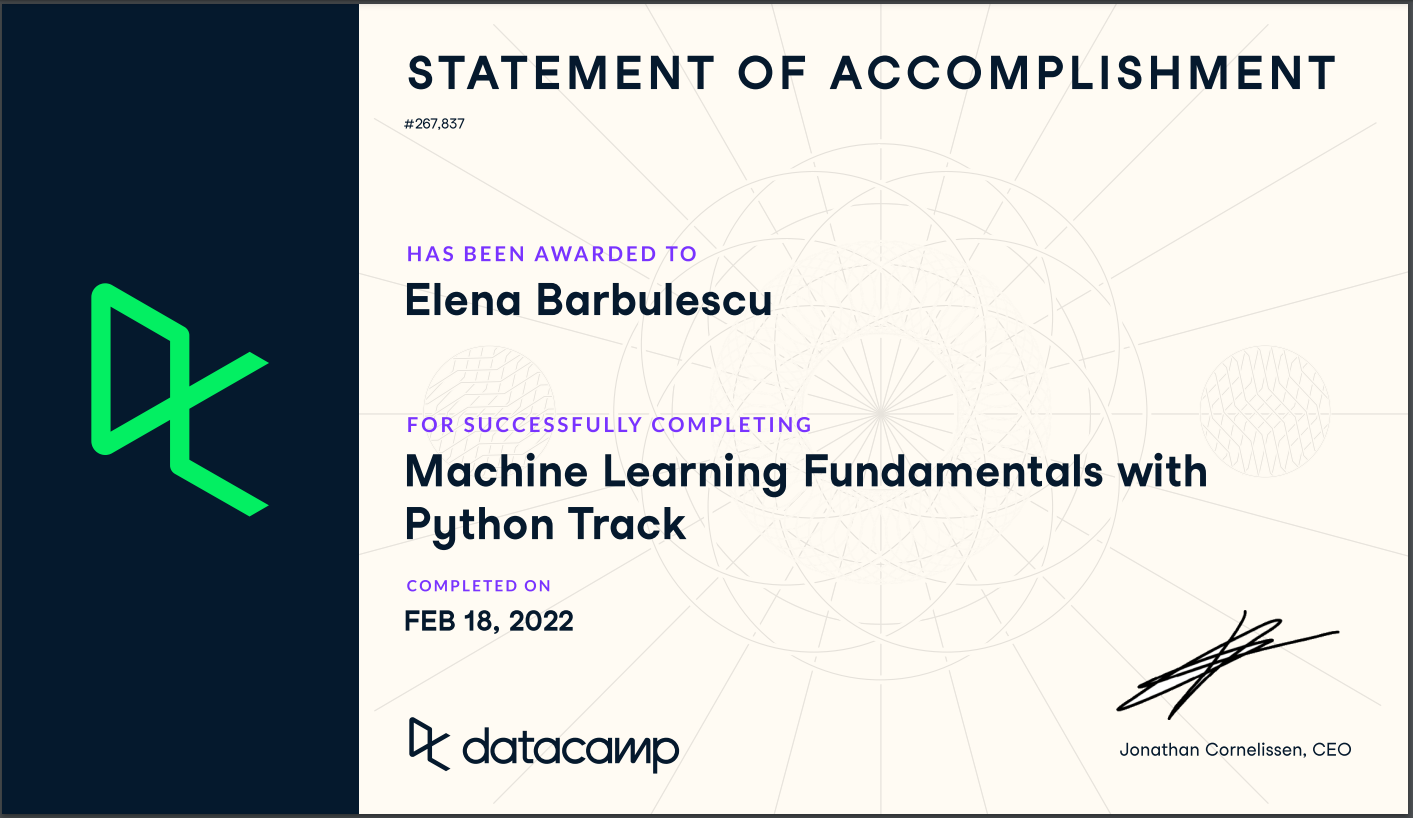 STATEMENT OF ACCOMPLISHMENT
#267,837
HAS BEEN AWARDED TO
Elena Barbulescu
FOR SUCCESSFULLY COMPLETING
Machine Learning Fundamentals with
Python Track
COMPLETED ON
FEB 18, 2022
datacamp
Jonathan Cornelissen, CEO